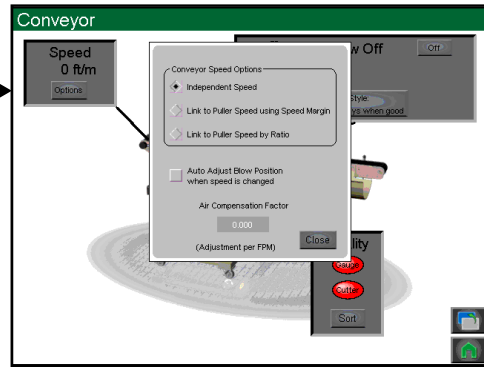 Conveyor
Speed
0 ft/m
Options
w Off
Off
Style:
ys when good
Conveyor Speed Options
Independent Speed
Link to Puller Speed using Speed Margin
Link to Puller Speed by Ratio
Auto Adjust Blow Position
when speed is changed
Air Compensation Factor
0.000
(Adjustment per FPM)
Close
lity
Gauge
Cutter
Sort